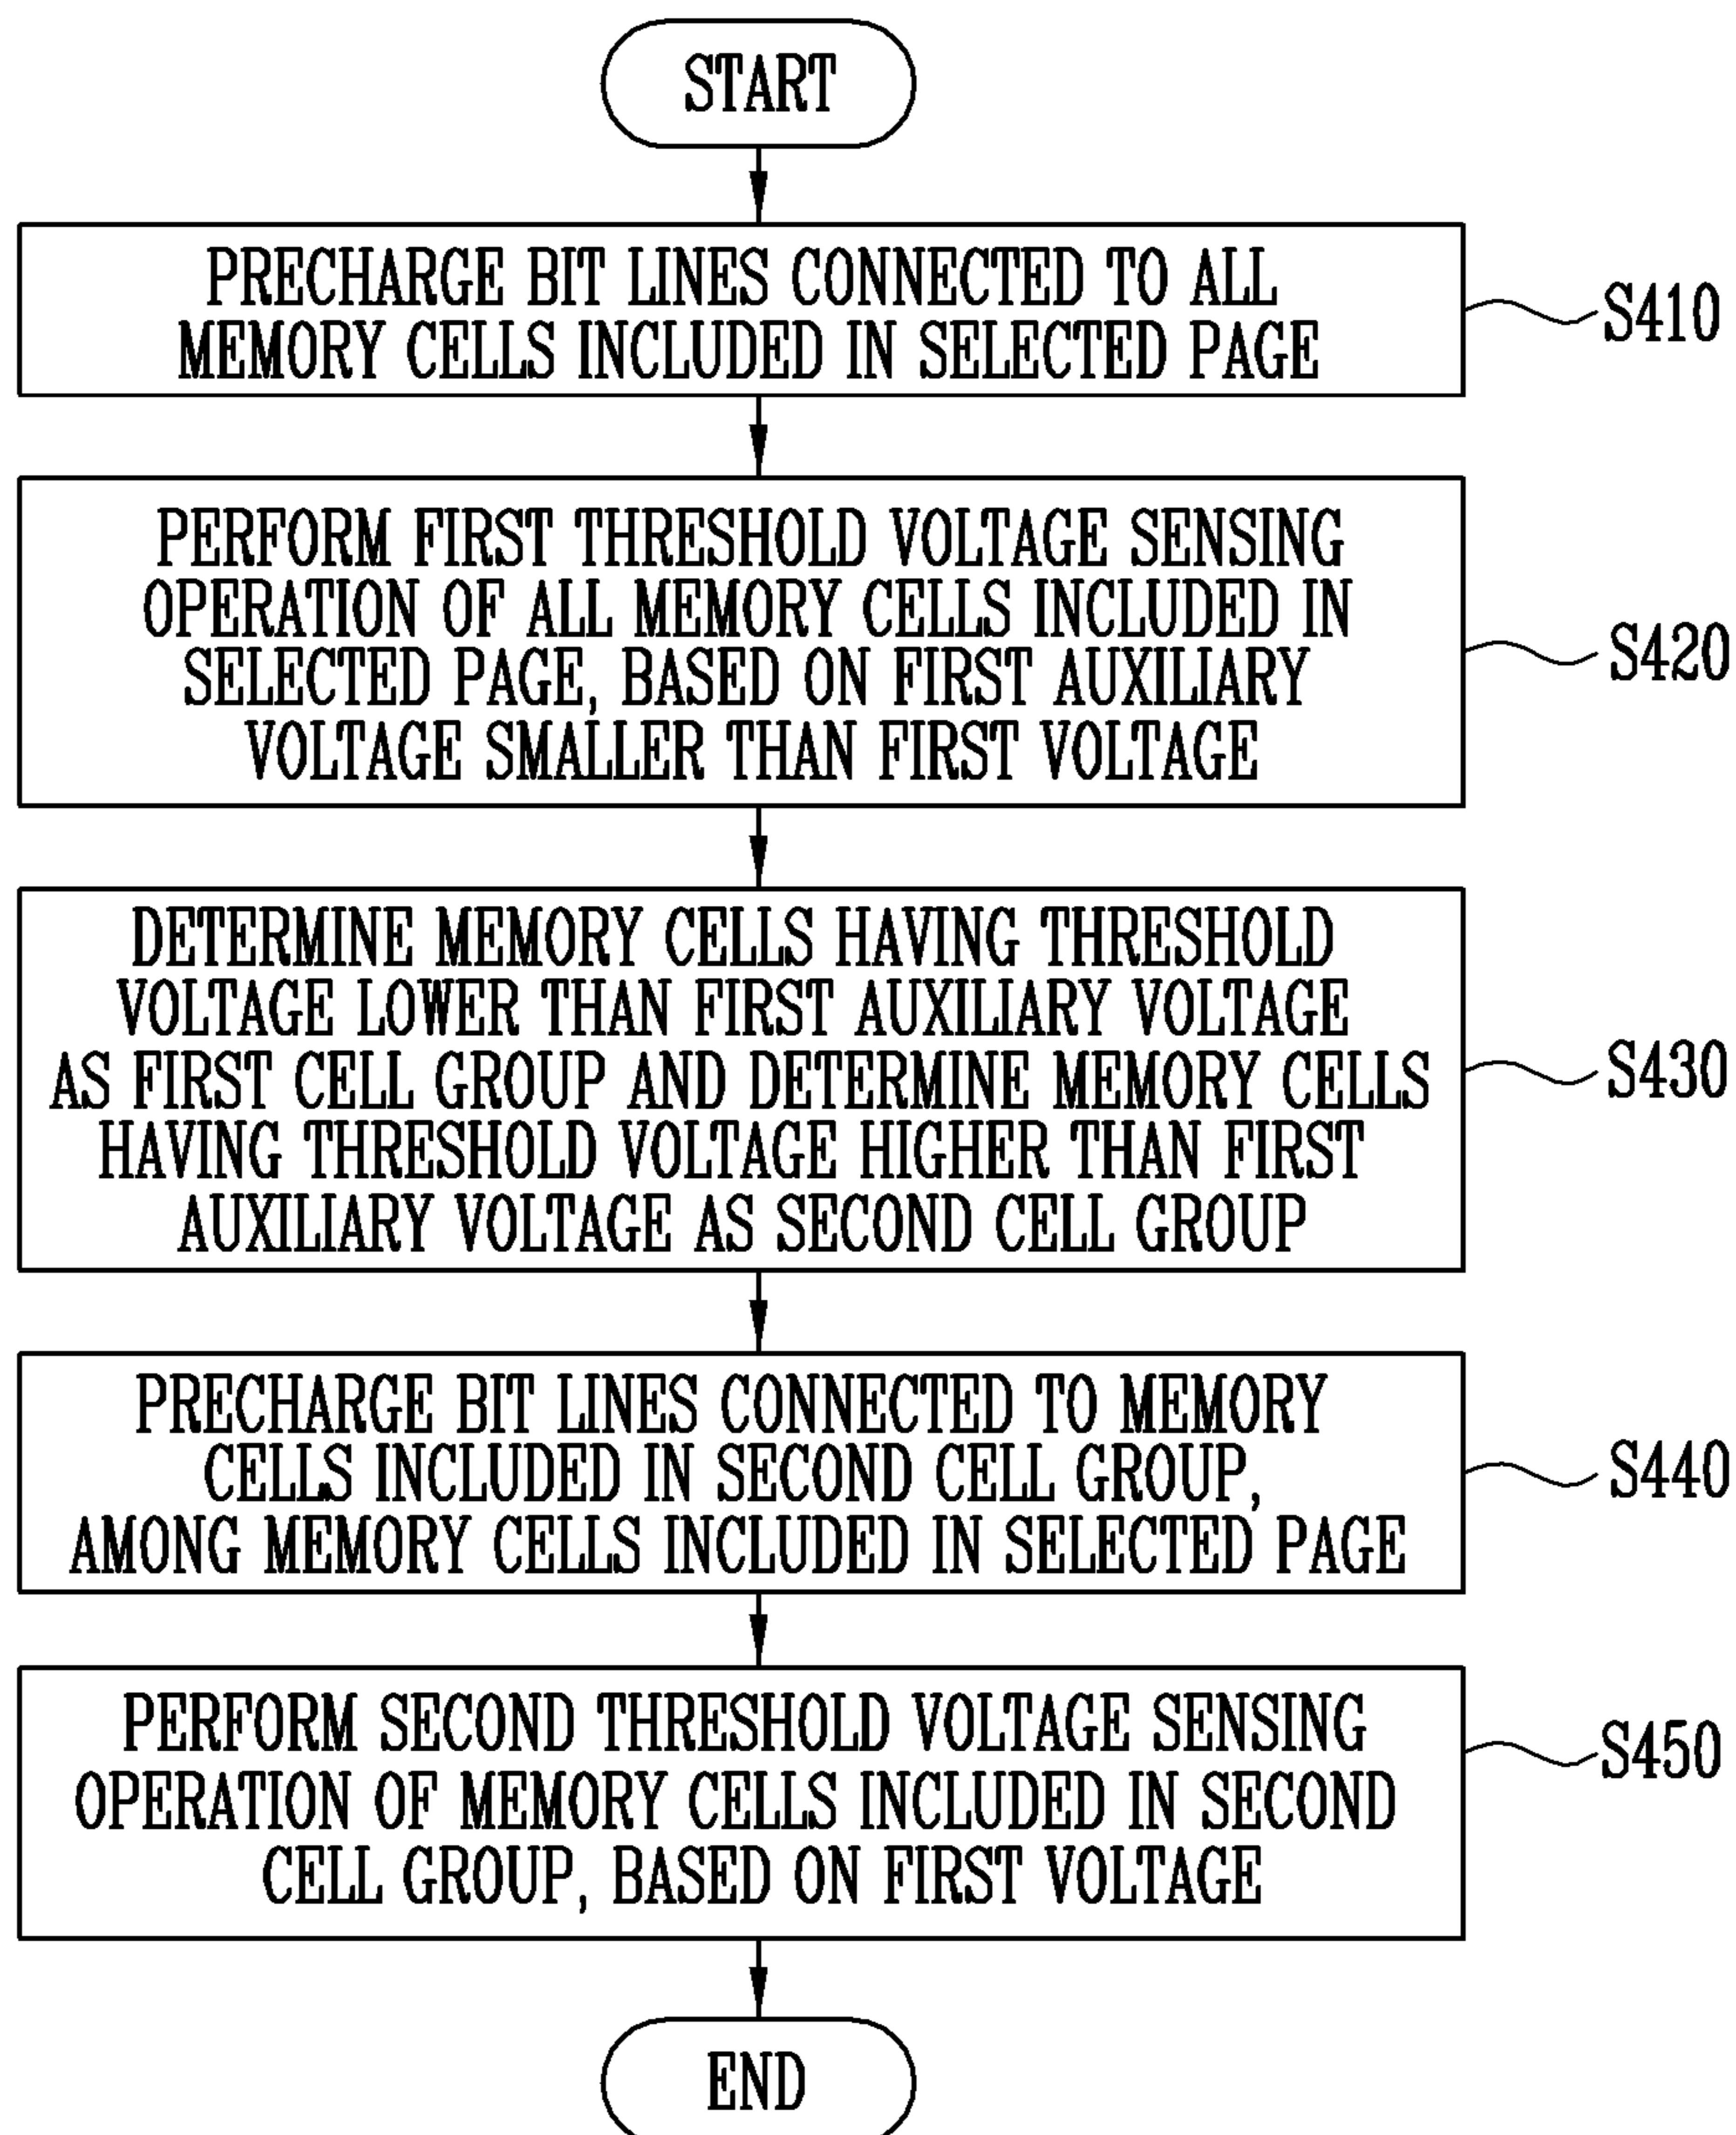 START
PRECHARGE BIT LINES CONNECTED TO ALL
MEMORY CELLS INCLUDED IN SELECTED PAGE
S410
PERFORM FIRST THRESHOLD VOLTAGE SENSING
OPERATION OF ALL MEMORY CELLS INCLUDED IN
SELECTED PAGE, BASED ON FIRST AUXILIARY
VOLTAGE SMALLER THAN FIRST VOLTAGE
S420
DETERMINE MEMORY CELLS HAVING THRESHOLD
VOLTAGE LOWER THAN FIRST AUXILIARY VOLTAGE
AS FIRST CELL GROUP AND DETERMINE MEMORY CELLS
HAVING THRESHOLD VOLTAGE HIGHER THAN FIRST
AUXILIARY VOLTAGE AS SECOND CELL GROUP
S430
PRECHARGE BIT LINES CONNECTED TO MEMORY
CELLS INCLUDED IN SECOND CELL GROUP,
AMONG MEMORY CELLS INCLUDED IN SELECTED PAGE
S440
PERFORM SECOND THRESHOLD VOLTAGE SENSING
OPERATION OF MEMORY CELLS INCLUDED IN SECOND
CELL GROUP, BASED ON FIRST VOLTAGE
S450
END